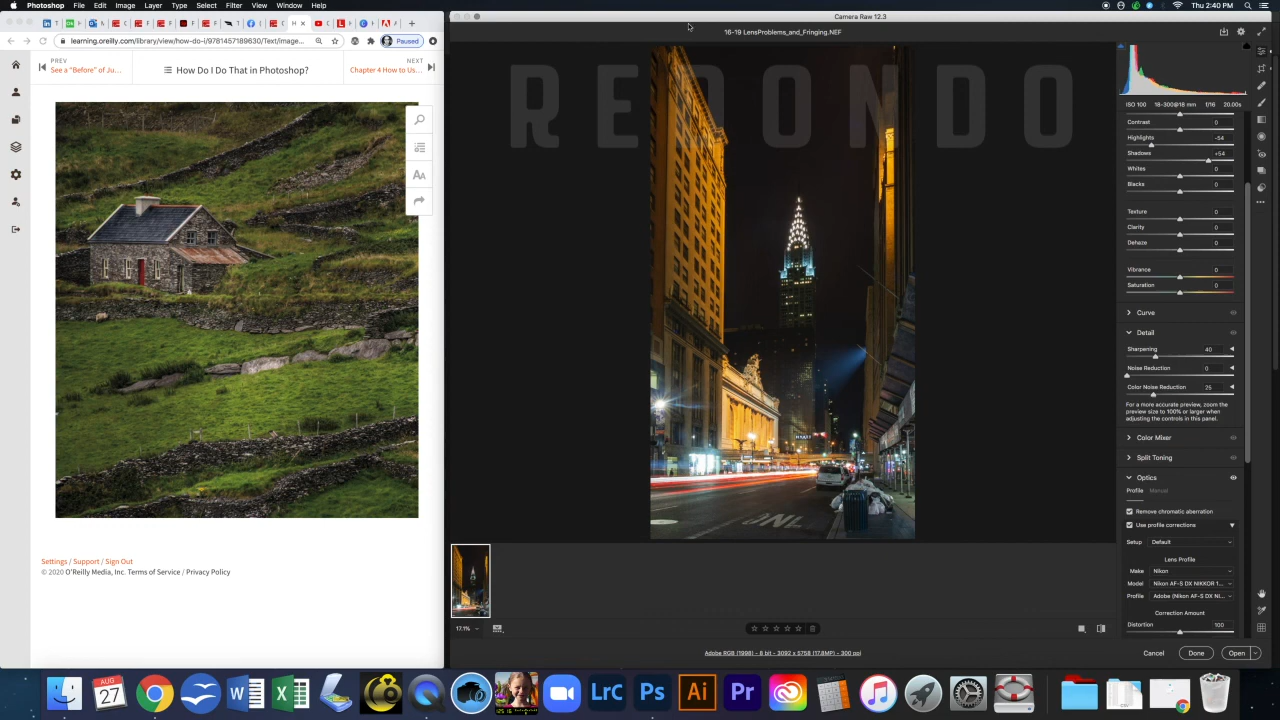 Photoshop File Edit Image Layer Type Select Filter View Window Help
Thu 2:40 PM
Camera Raw 12.3
learning.oreilly.com/library/view/how-do-i/9781457189630/Text/image...
Paused
16-19 LensProblems_and_Fringing.NEF
PREV
See a "Before" of Ju...
How Do I Do That in Photoshop?
NEXT
Chapter 4 How to Us...
REDONDO
ISO 100 18-300@18 mm 1/16 20.00s
Contrast 0
Highlights -54
Shadows +54
Whites 0
Blacks 0
Texture 0
Clarity 0
Dehaze 0
Vibrance 0
Saturation 0
Curve
Detail
Sharpening 40
Noise Reduction 0
Color Noise Reduction 25
For a more accurate preview, zoom the
preview size to 100% or larger when
adjusting the controls in this panel.
Color Mixer
Split Toning
Optics
Profile Manual
Remove chromatic aberration
Use profile corrections
Setup Default
Lens Profile
Make Nikon
Model Nikon AF-S DX NIKKOR 1...
Profile Adobe (Nikon AF-S DX NI...
Correction Amount
Distortion 100
HYATT
ONL
Settings / Support / Sign Out
© 2020 O'Reilly Media, Inc. Terms of Service / Privacy Policy
17.1%
Adobe RGB (1998) - 8 bit - 3092 x 5758 (17.8MP) - 300 ppi
Cancel Done Open
AUG
27
W
X
LrC
Ps
Ai
Pr